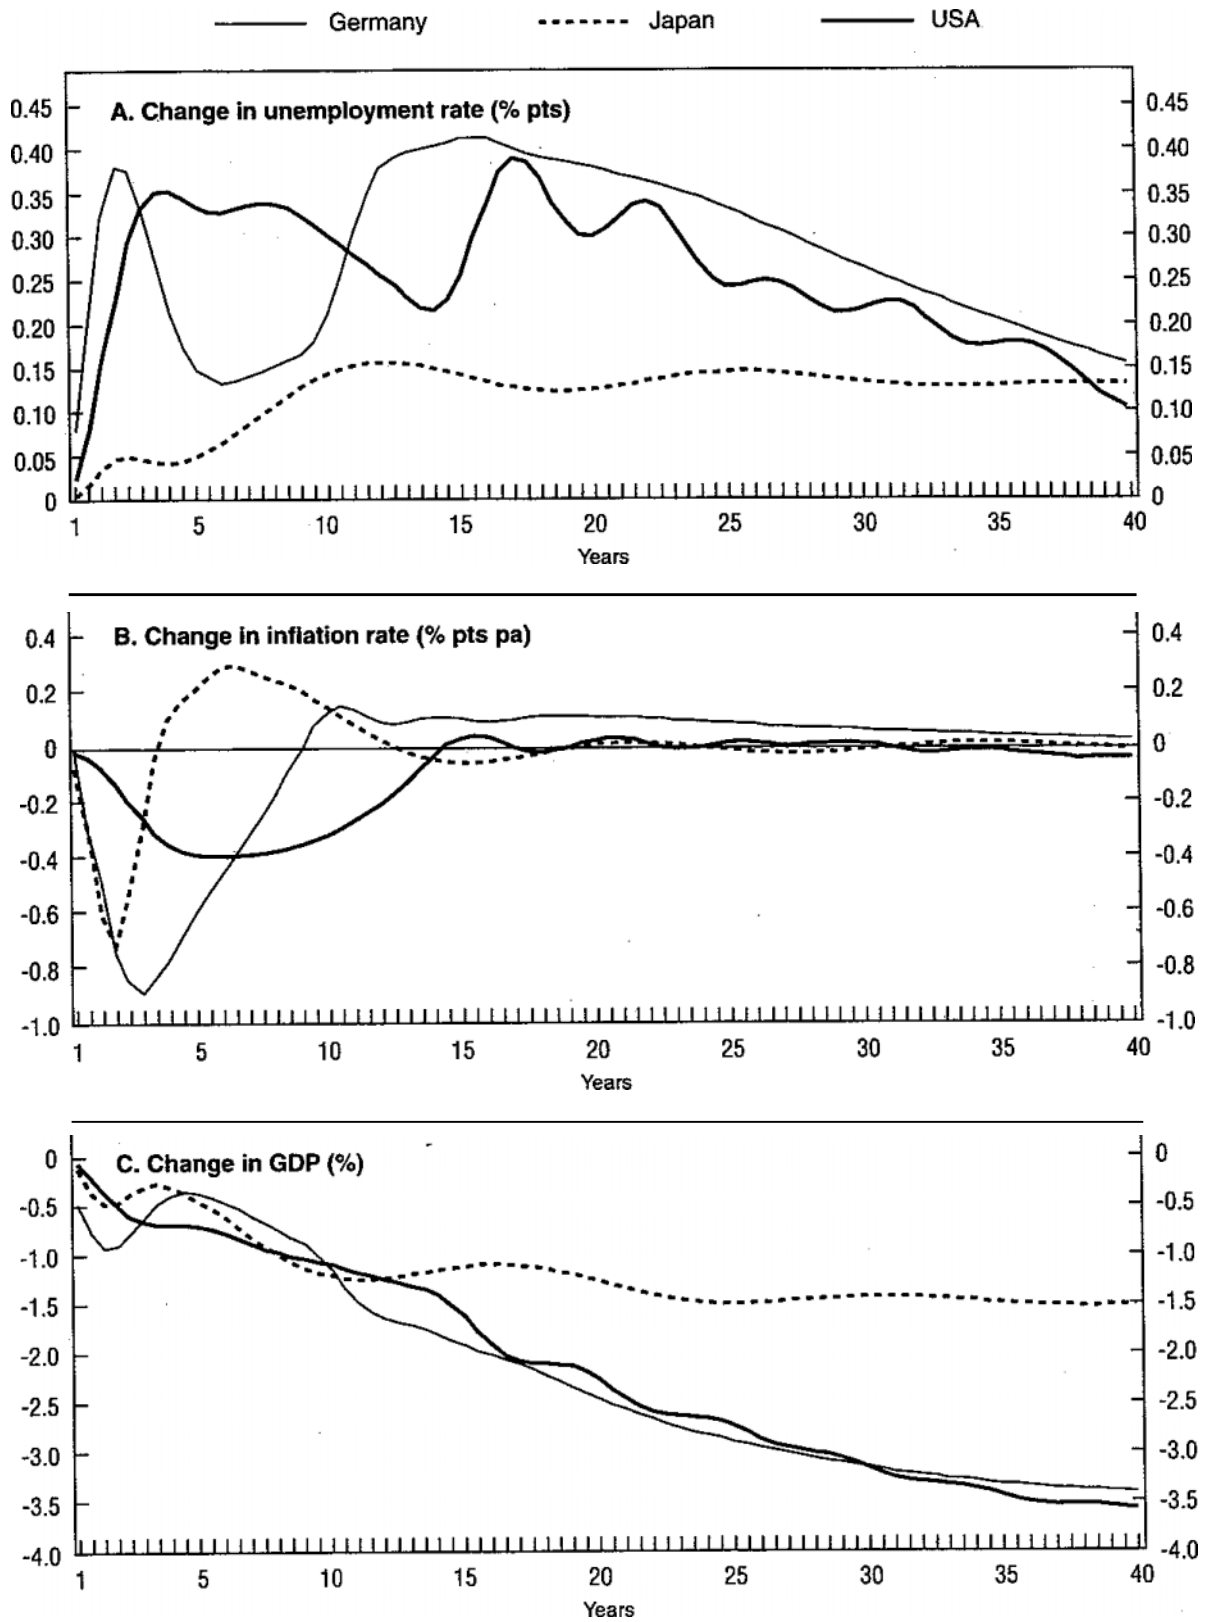 Germany Japan USA
A. Change in unemployment rate (% pts)
0.45 0.45
0.40 0.40
0.35 0.35
0.30 0.30
0.25 0.25
0.20 0.20
0.15 0.15
0.10 0.10
0.05 0.05
0 0
1 5 10 15 20 25 30 35 40
Years
B. Change in inflation rate (% pts pa)
0.4 0.4
0.2 0.2
0 0
-0.2 -0.2
-0.4 -0.4
-0.6 -0.6
-0.8 -0.8
-1.0 -1.0
1 5 10 15 20 25 30 35 40
Years
C. Change in GDP (%)
0 0
-0.5 -0.5
-1.0 -1.0
-1.5 -1.5
-2.0 -2.0
-2.5 -2.5
-3.0 -3.0
-3.5 -3.5
-4.0 -4.0
1 5 10 15 20 25 30 35 40
Years